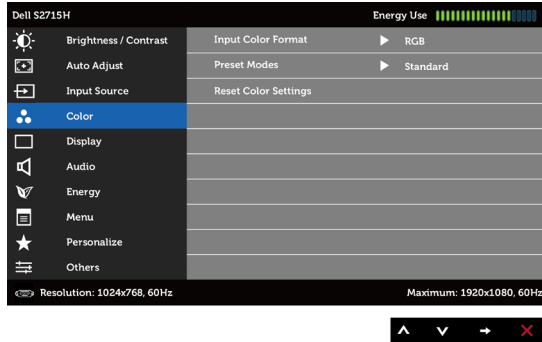 Dell S2715H Energy Use
Brightness / Contrast Input Color Format RGB
Auto Adjust Preset Modes Standard
Input Source Reset Color Settings
Color
Display
Audio
Energy
Menu
Personalize
Others
Resolution: 1024x768, 60Hz Maximum: 1920x1080, 60Hz